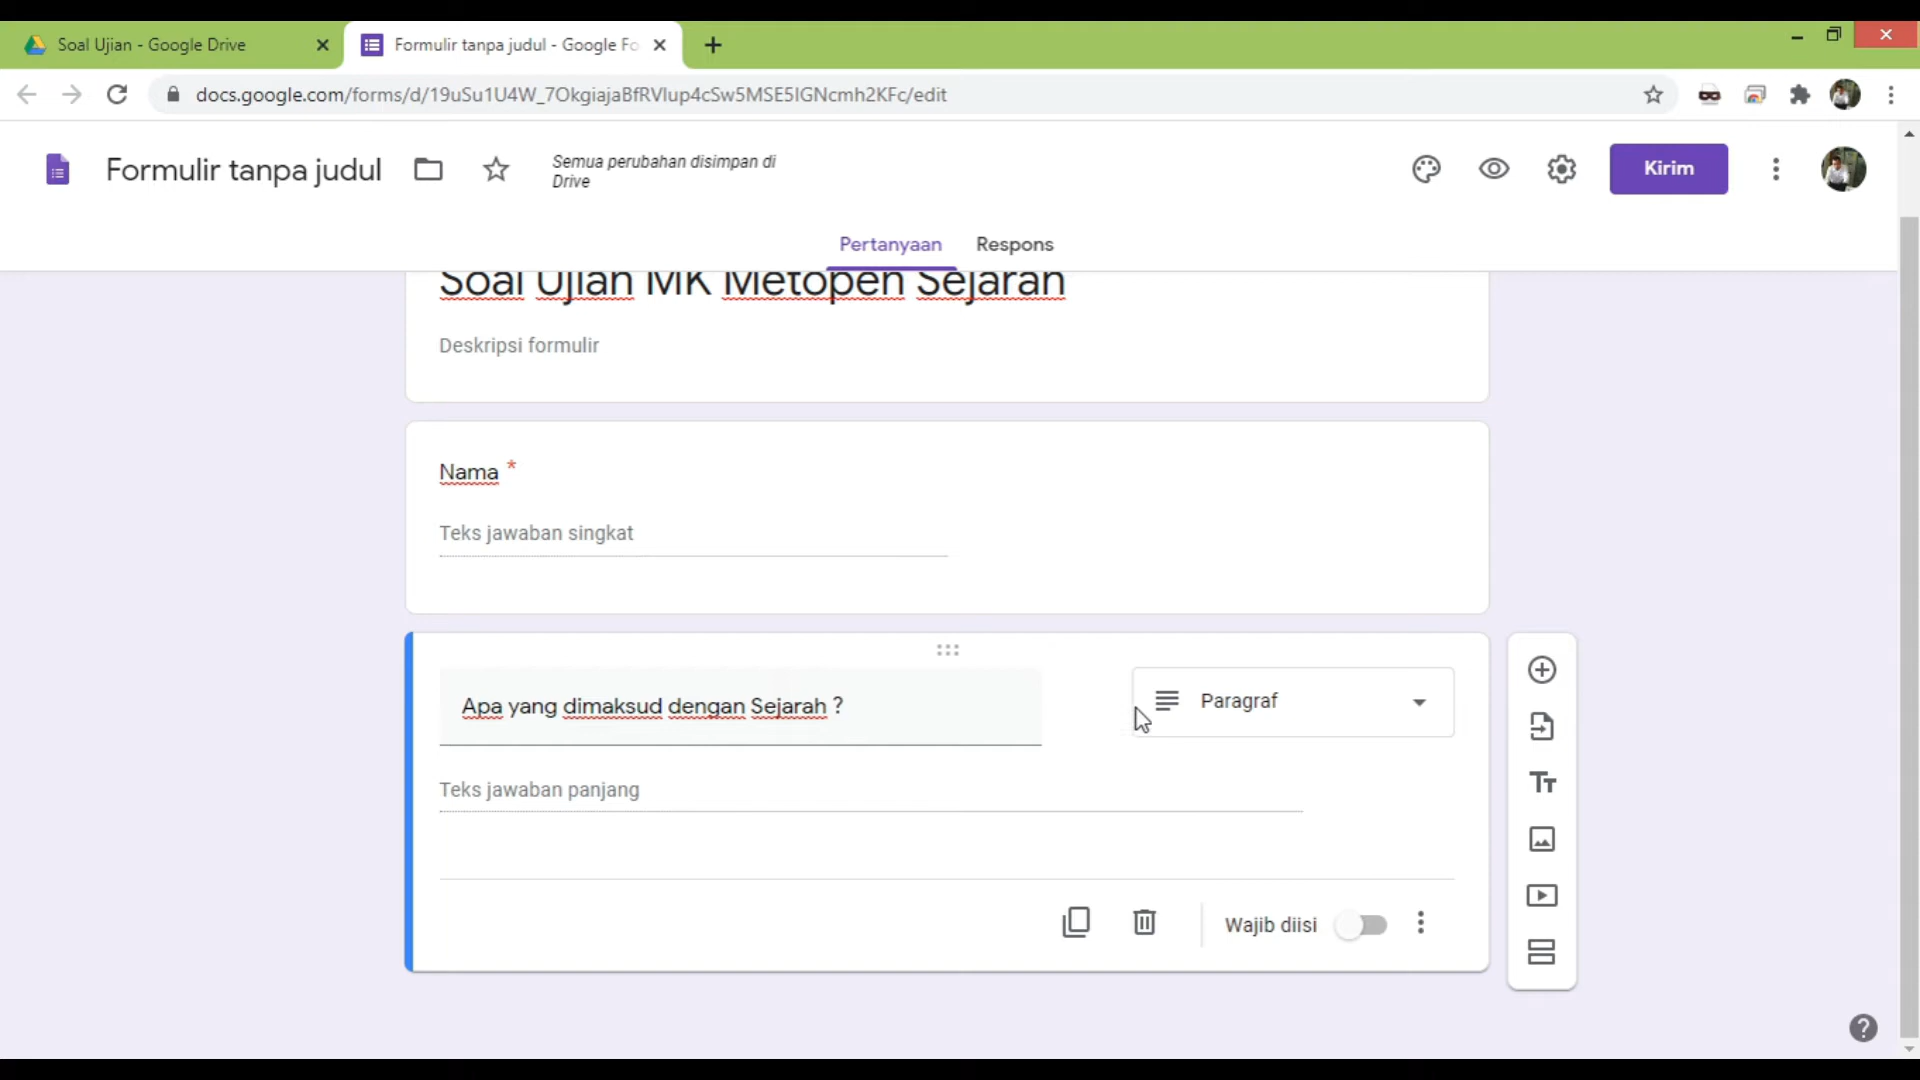 Soal Ujian - Google Drive
Formulir tanpa judul - Google Fo
docs.google.com/forms/d/19uSu1U4W_7OkgiajaBfRVIup4cSw5MSE5IGNcmh2KFc/edit
Formulir tanpa judul
Semua perubahan disimpan di
Drive
Kirim
Pertanyaan
Respons
Soal Ujian MK Metopen Sejarah
Deskripsi formulir
Nama *
Teks jawaban singkat
Apa yang dimaksud dengan Sejarah ?
Paragraf
Teks jawaban panjang
Wajib diisi